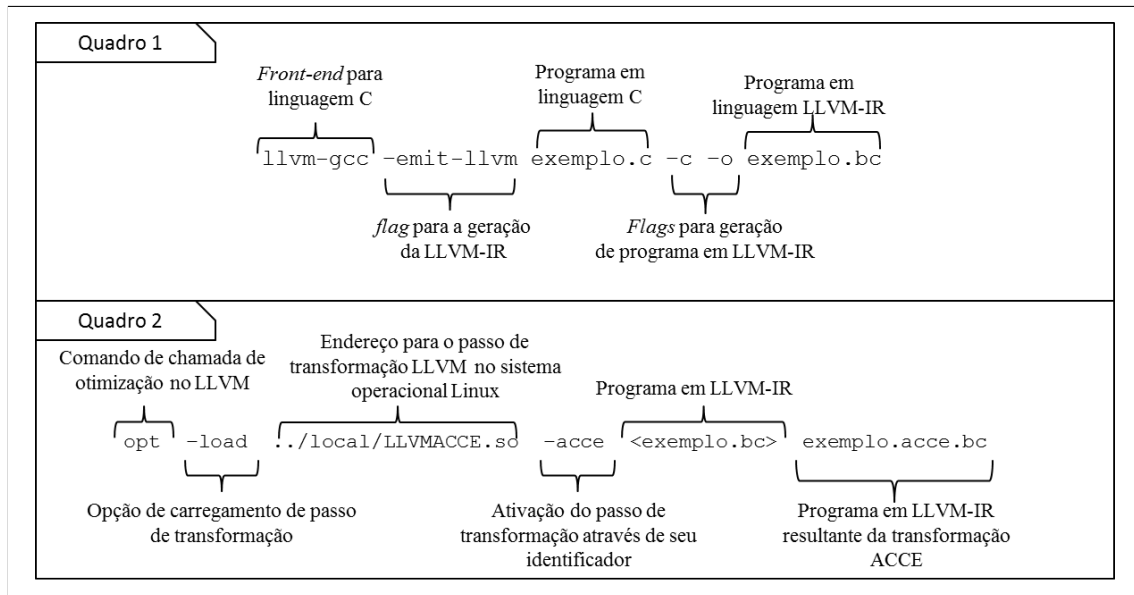 Quadro 1
Front-end para
linguagem C
Programa em
linguagem C
Programa em
linguagem LLVM-IR
llvm-gcc -emit-llvm exemplo.c -c -o exemplo.bc
flag para a geração
da LLVM-IR
Flags para geração
de programa em LLVM-IR
Quadro 2
Comando de chamada de
otimização no LLVM
Endereço para o passo de
transformação LLVM no sistema
operacional Linux
Programa em LLVM-IR
opt -load ../local/LLVMACCE.so -acce <exemplo.bc> exemplo.acce.bc
Opção de carregamento de passo
de transformação
Ativação do passo de
transformação através de seu
identificador
Programa em LLVM-IR
resultante da transformação
ACCE